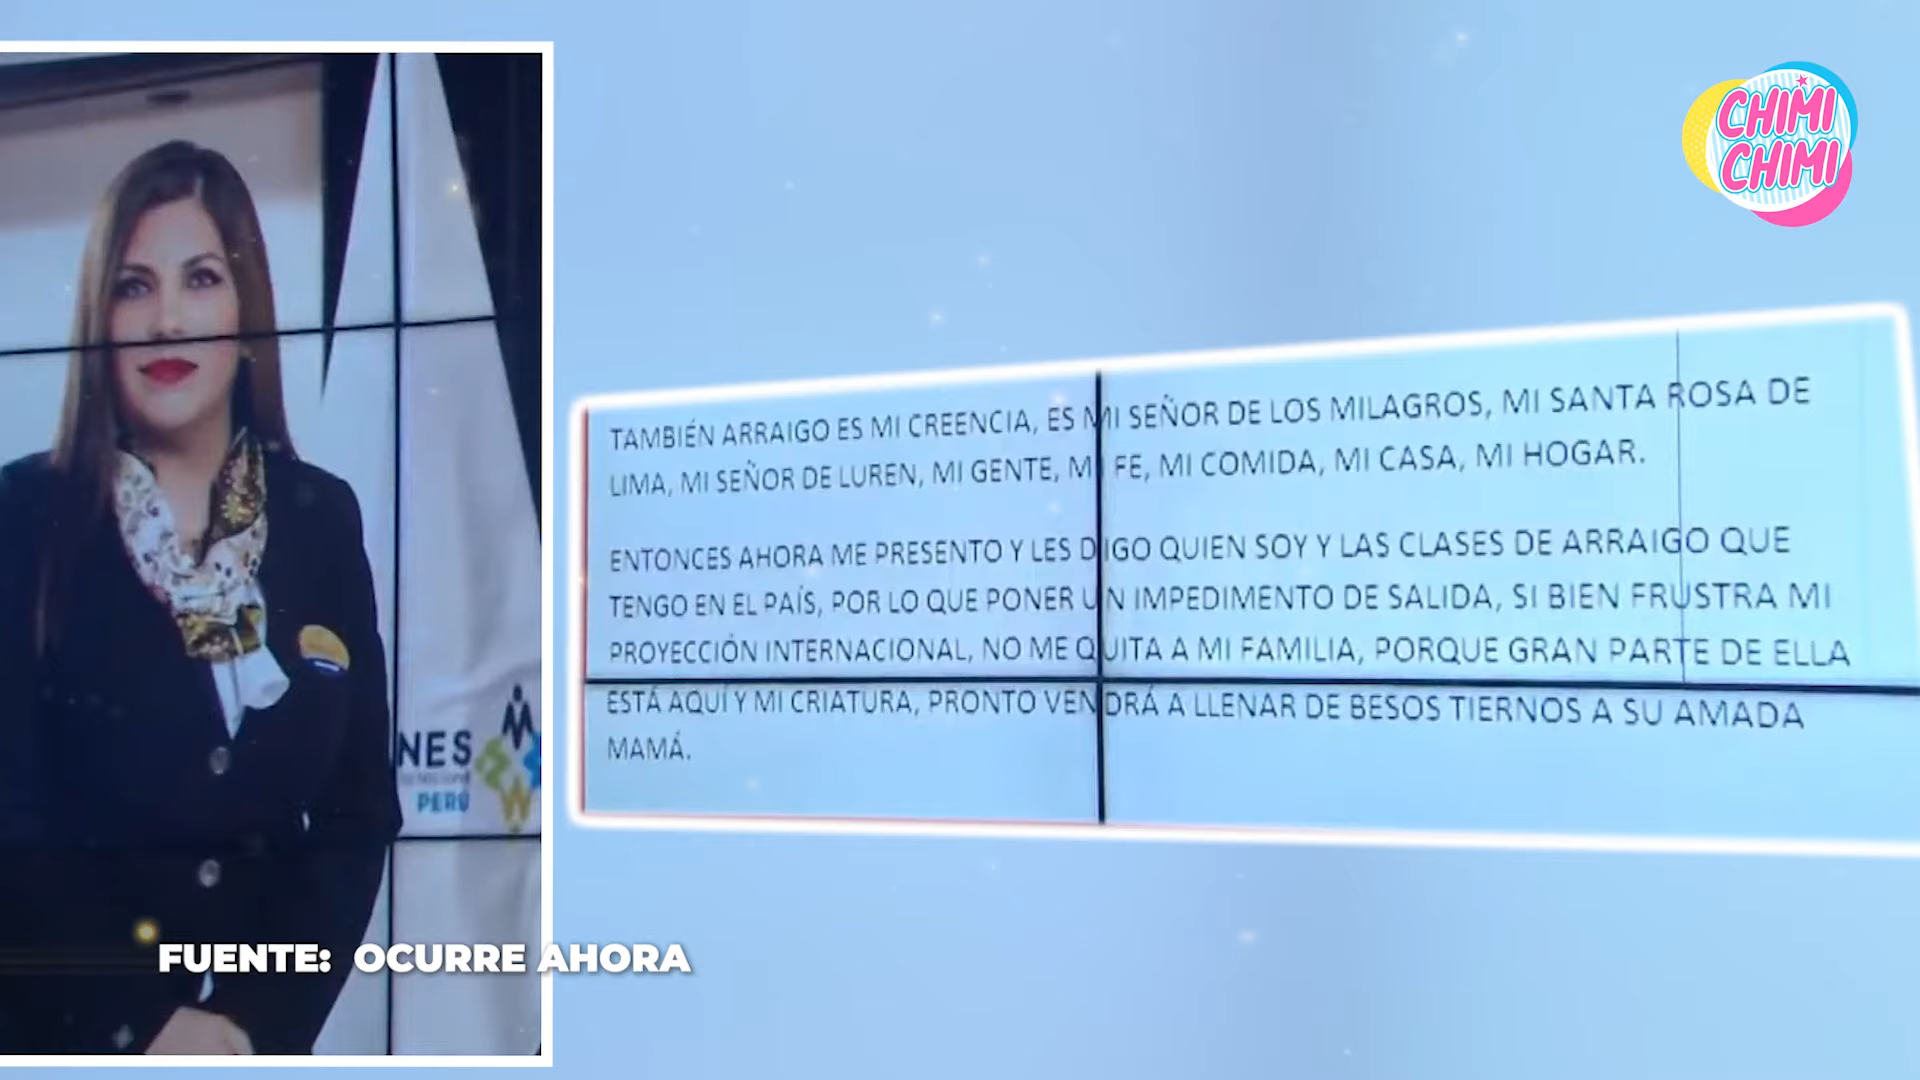 CHIMI
CHIMI
TAMBIÉN ARRAIGO ES MI CREENCIA, ES MI SEÑOR DE LOS MILAGROS, MI SANTA ROSA DE
LIMA, MI SEÑOR DE LUREN, MI GENTE, MI FE, MI COMIDA, MI CASA, MI HOGAR.
ENTONCES AHORA ME PRESENTO Y LES DIGO QUIEN SOY Y LAS CLASES DE ARRAIGO QUE
TENGO EN EL PAÍS, POR LO QUE PONER UN IMPEDIMENTO DE SALIDA, SI BIEN FRUSTRA MI
PROYECCIÓN INTERNACIONAL, NO ME QUITA A MI FAMILIA, PORQUE GRAN PARTE DE ELLA
ESTÁ AQUÍ Y MI CRIATURA, PRONTO VENDRÁ A LLENAR DE BESOS TIERNOS A SU AMADA
MAMÁ.
NES
PERÚ
FUENTE: OCURRE AHORA